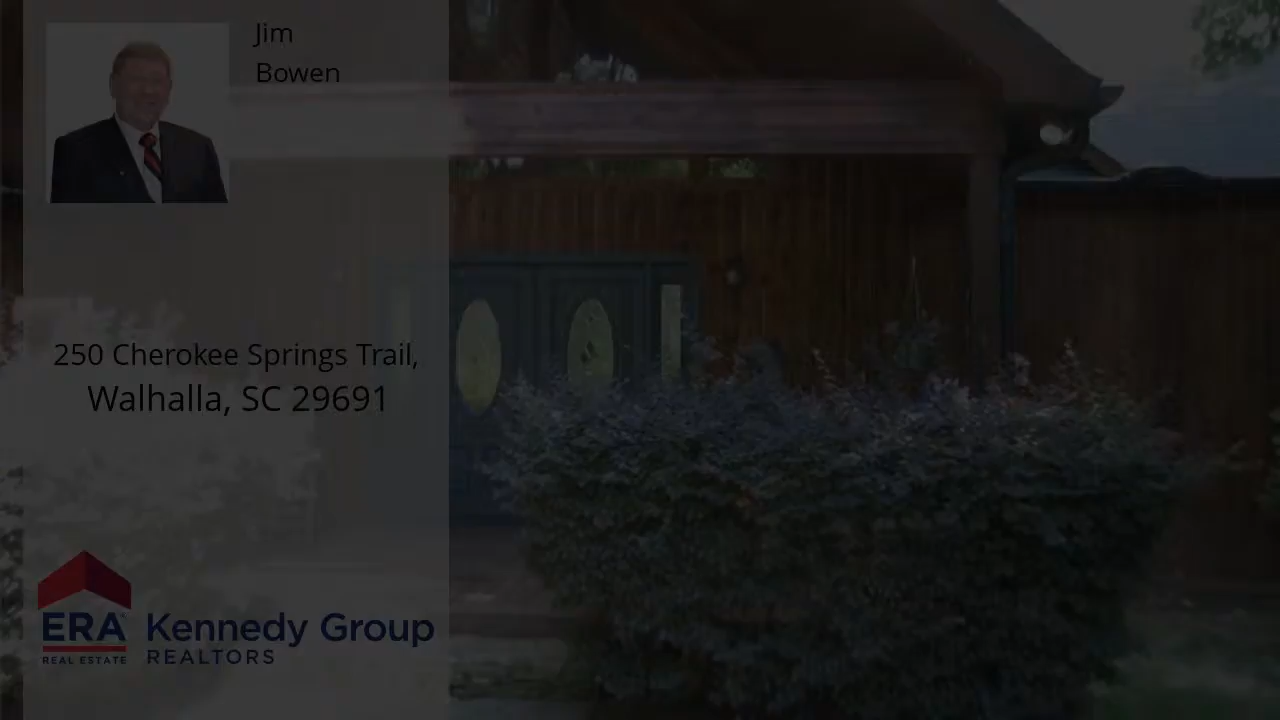 Jim
Bowen
250 Cherokee Springs Trail,
Walhalla, SC 29691
ERA Kennedy Group
REAL ESTATE REALTORS